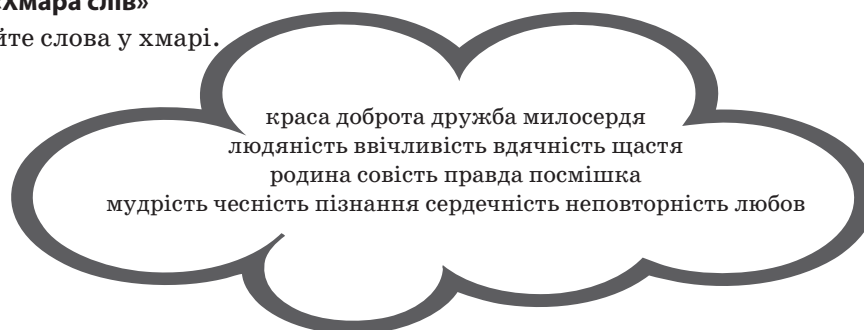 «Хмара слів»
йте слова у хмарі.
краса доброта дружба милосердя
людяність ввічливість вдячність щастя
родина совість правда посмішка
мудрість чесність пізнання сердечність неповторність любов